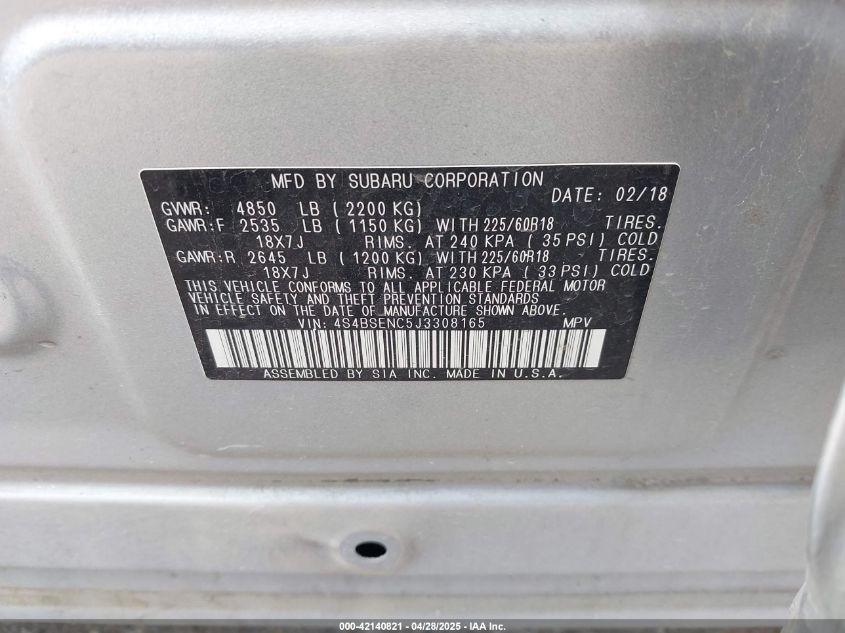 MFD BY SUBARU CORPORATION
DATE: 02/18
GVWR: 4850 LB ( 2200 KG)
GAWR:F 2535 LB ( 1150 KG) WITH 225/60R18 TIRES.
18X7J RIMS. AT 240 KPA ( 35 PSI) COLD
GAWR:R 2645 LB ( 1200 KG) WITH 225/60R18 TIRES.
18X7J RIMS. AT 230 KPA ( 33 PSI) COLD
THIS VEHICLE CONFORMS TO ALL APPLICABLE FEDERAL MOTOR
VEHICLE SAFETY AND THEFT PREVENTION STANDARDS
IN EFFECT ON THE DATE OF MANUFACTURE SHOWN ABOVE.
VIN: 4S4BSENC5J3308165 MPV
ASSEMBLED BY SIA INC. MADE IN U.S.A.
000-42140821 - 04/28/2025 - IAA Inc.